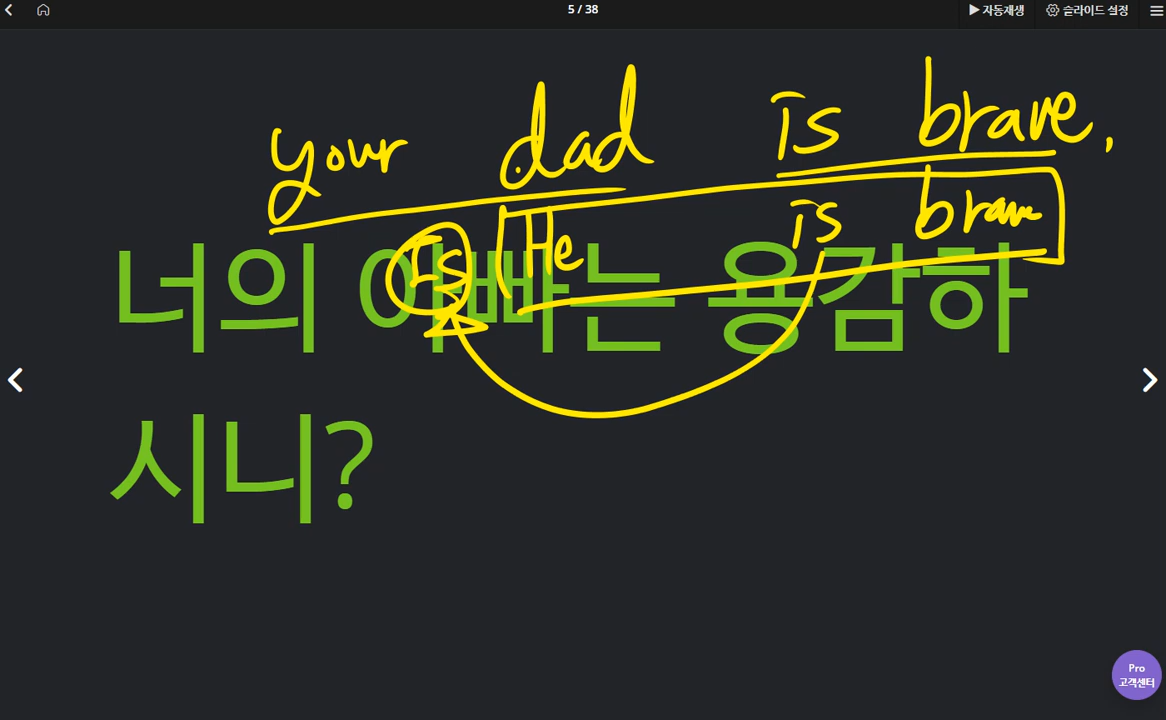 5 / 38
▶ 자동재생
슬라이드 설정
your dad is brave.
Is He is brave
너의 아빠는 용감하
시니?
Pro
고객센터